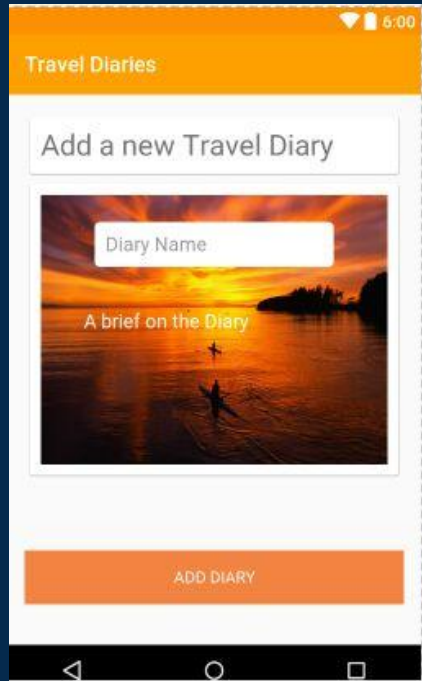 6:00
Travel Diaries
Add a new Travel Diary
Diary Name
A brief on the Diary
ADD DIARY